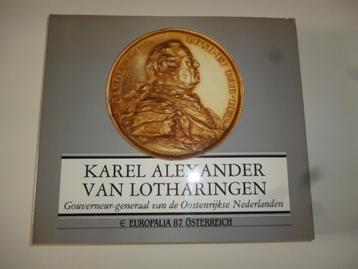 KAREL ALEXANDER
VAN LOTHARINGEN
Gouverneur-generaal van de Oostenrijkse Nederlanden
€ EUROPALIA 87 ÖSTERREICH